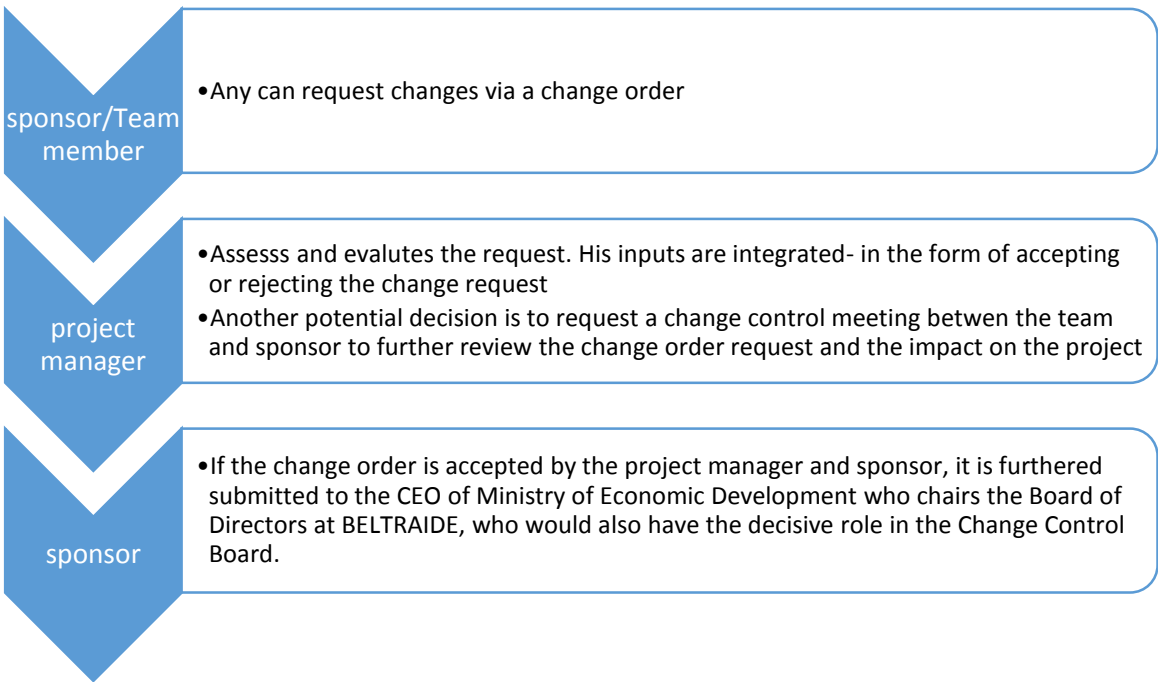 sponsor/Team
member
•Any can request changes via a change order
project
manager
•Assesss and evalutes the request. His inputs are integrated- in the form of accepting
or rejecting the change request
•Another potential decision is to request a change control meeting betwen the team
and sponsor to further review the change order request and the impact on the project
sponsor
•If the change order is accepted by the project manager and sponsor, it is furthered
submitted to the CEO of Ministry of Economic Development who chairs the Board of
Directors at BELTRAIDE, who would also have the decisive role in the Change Control
Board.